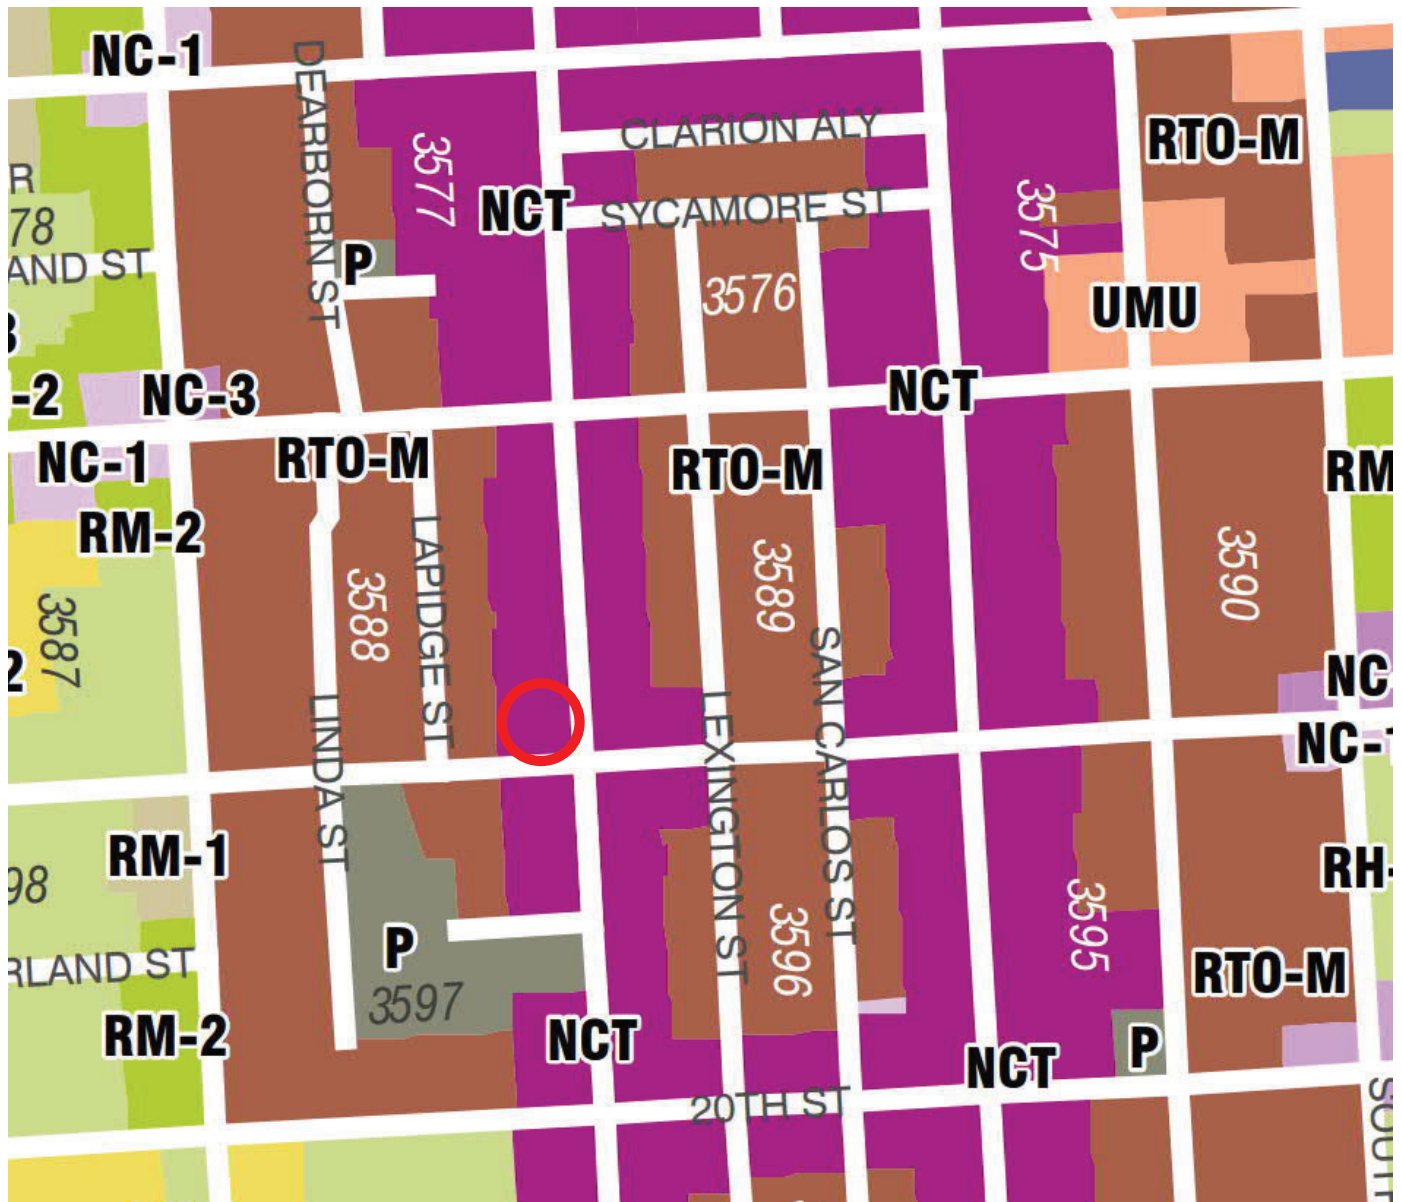 NC-1
DEARBORN ST
3577
CLARION ALY
RTO-M
R
78
AND ST
NCT
SYCAMORE ST
3575
P
3576
UMU
-2
NC-3
NCT
NC-1
RTO-M
RTO-M
RM
RM-2
LAPIDGE ST
3587
3588
3589
3590
2
LINDA ST
LEXINGTON ST
SAN CARLOS ST
NC
NC-1
RM-1
RH-
98
3595
P
3596
RLAND ST
3597
RTO-M
RM-2
NCT
NCT
P
20TH ST
SOUT